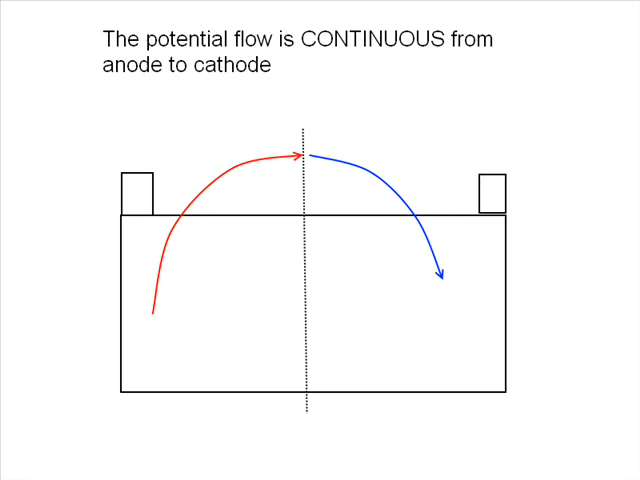 The potential flow is CONTINUOUS from
anode to cathode